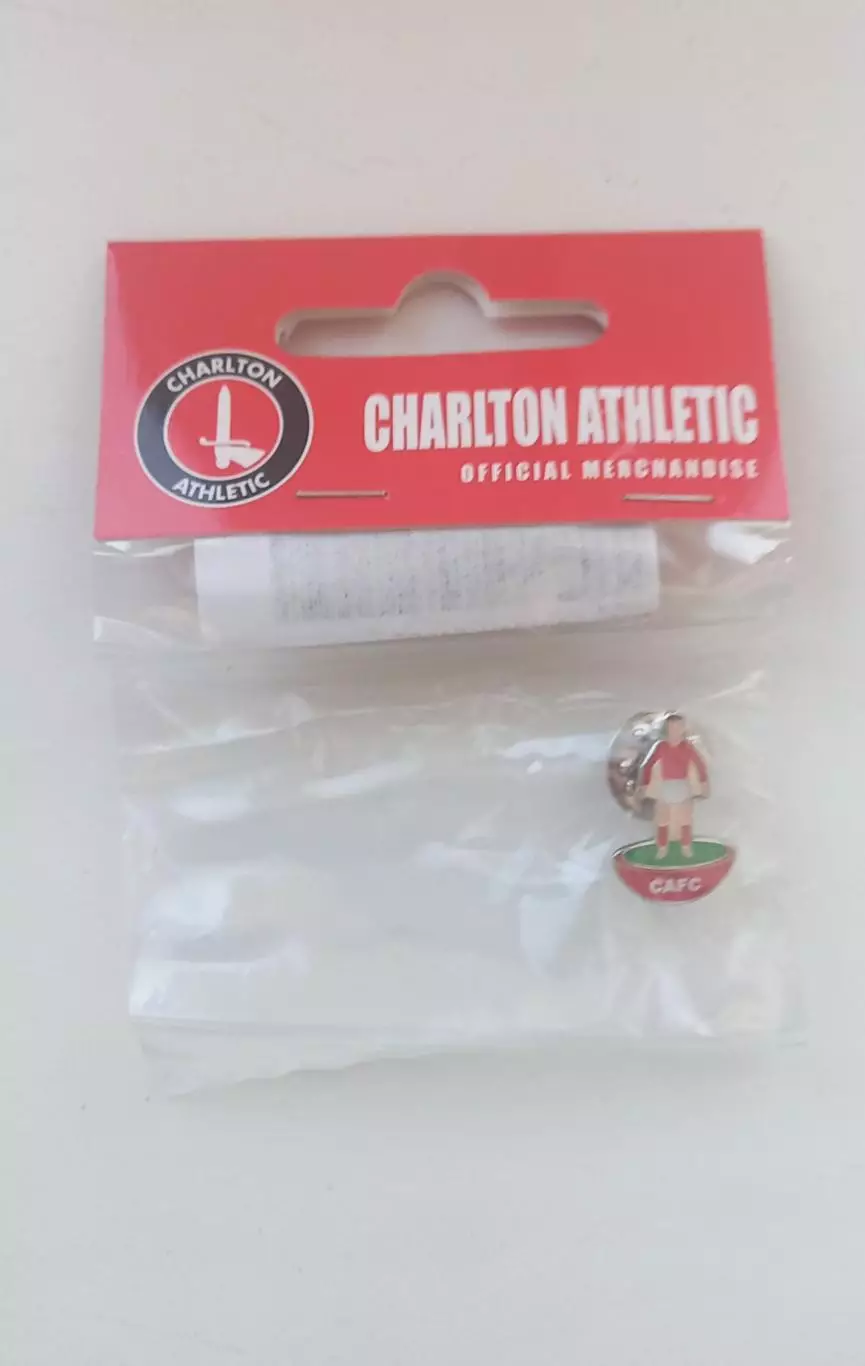 CHARLTON
ATHLETIC
CHARLTON ATHLETIC
OFFICIAL MERCHANDISE
CAFC